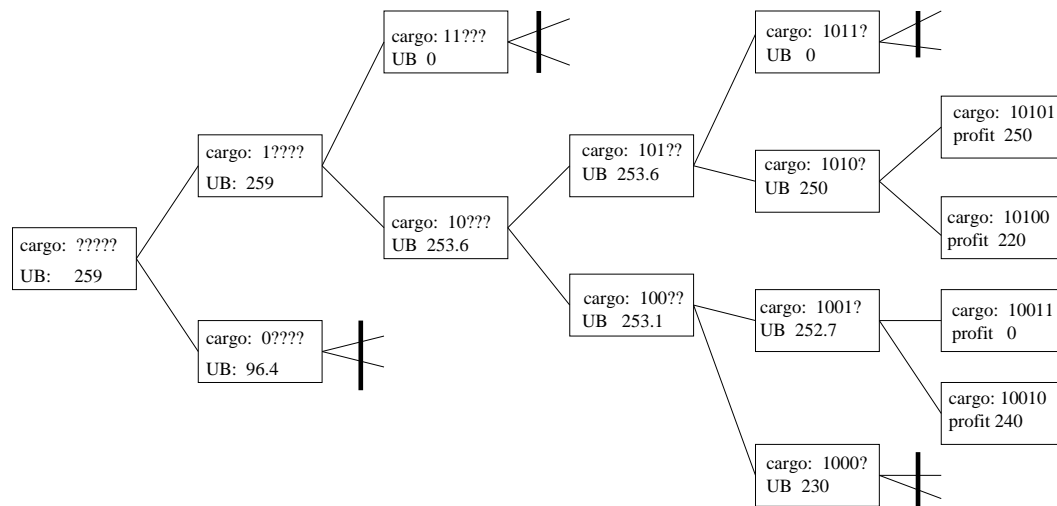 cargo: ?????
UB: 259
cargo: 1????
UB: 259
cargo: 0????
UB: 96.4
cargo: 11???
UB 0
cargo: 10???
UB 253.6
cargo: 101??
UB 253.6
cargo: 100??
UB 253.1
cargo: 1011?
UB 0
cargo: 1010?
UB 250
cargo: 1001?
UB 252.7
cargo: 1000?
UB 230
cargo: 10101
profit 250
cargo: 10100
profit 220
cargo: 10011
profit 0
cargo: 10010
profit 240